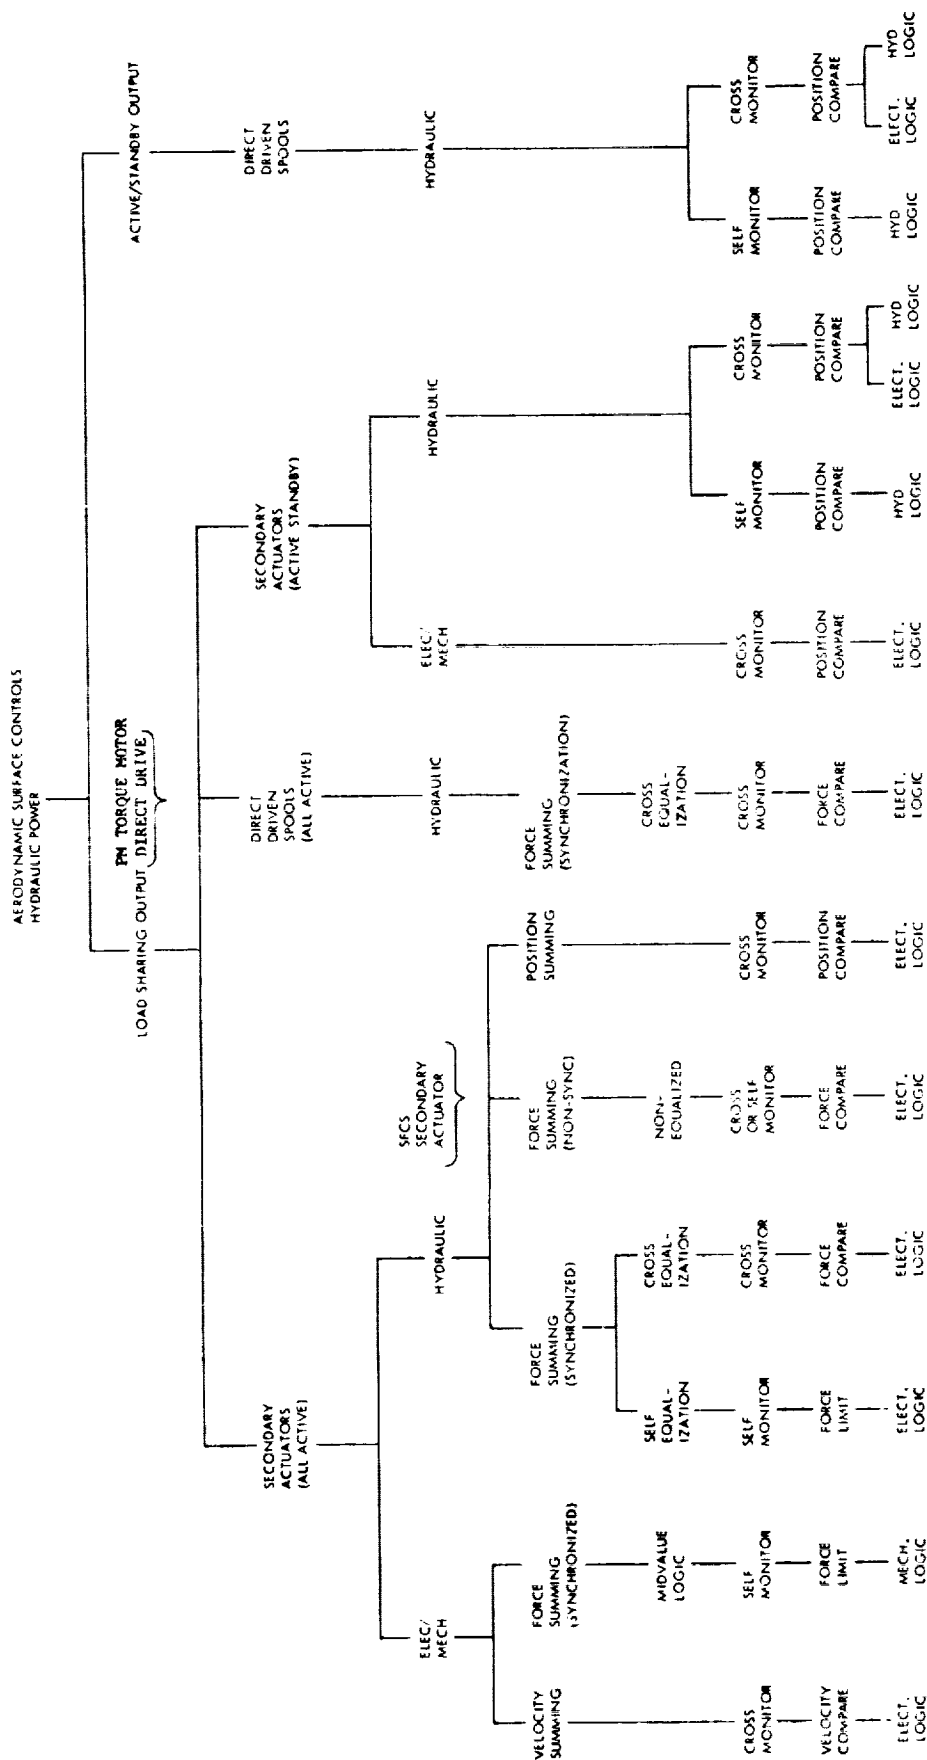 AERODYNAMIC SURFACE CONTROLS
HYDRAULIC POWER
PM TORQUE MOTOR
LOAD SHARING OUTPUT DIRECT DRIVE
ACTIVE/STANDBY OUTPUT
SECONDARY
ACTUATORS
(ALL ACTIVE)
DIRECT
DRIVEN
SPOOLS
(ALL ACTIVE)
SECONDARY
ACTUATORS
(ACTIVE STANDBY)
DIRECT
DRIVEN
SPOOLS
ELEC/
MECH
HYDRAULIC
SFCS
SECONDARY
ACTUATOR
HYDRAULIC
ELEC/
MECH
HYDRAULIC
HYDRAULIC
VELOCITY
SUMMING
FORCE
SUMMING
(SYNCHRONIZED)
FORCE
SUMMING
(SYNCHRONIZED)
FORCE
SUMMING
(NON-SYNC)
POSITION
SUMMING
FORCE
SUMMING
(SYNCHRONIZATION)
MIDVALUE
LOGIC
SELF
EQUAL-
IZATION
CROSS
EQUAL-
IZATION
NON-
EQUALIZED
CROSS
EQUAL-
IZATION
CROSS
MONITOR
SELF
MONITOR
SELF
MONITOR
CROSS
MONITOR
CROSS
OR SELF
MONITOR
CROSS
MONITOR
CROSS
MONITOR
CROSS
MONITOR
SELF
MONITOR
CROSS
MONITOR
SELF
MONITOR
CROSS
MONITOR
VELOCITY
COMPARE
FORCE
LIMIT
FORCE
LIMIT
FORCE
COMPARE
FORCE
COMPARE
POSITION
COMPARE
FORCE
COMPARE
POSITION
COMPARE
POSITION
COMPARE
POSITION
COMPARE
POSITION
COMPARE
POSITION
COMPARE
ELECT.
LOGIC
MECH.
LOGIC
ELECT.
LOGIC
ELECT.
LOGIC
ELECT.
LOGIC
ELECT.
LOGIC
ELECT.
LOGIC
ELECT.
LOGIC
HYD
LOGIC
ELECT.
LOGIC
HYD
LOGIC
HYD
LOGIC
ELECT.
LOGIC
HYD
LOGIC